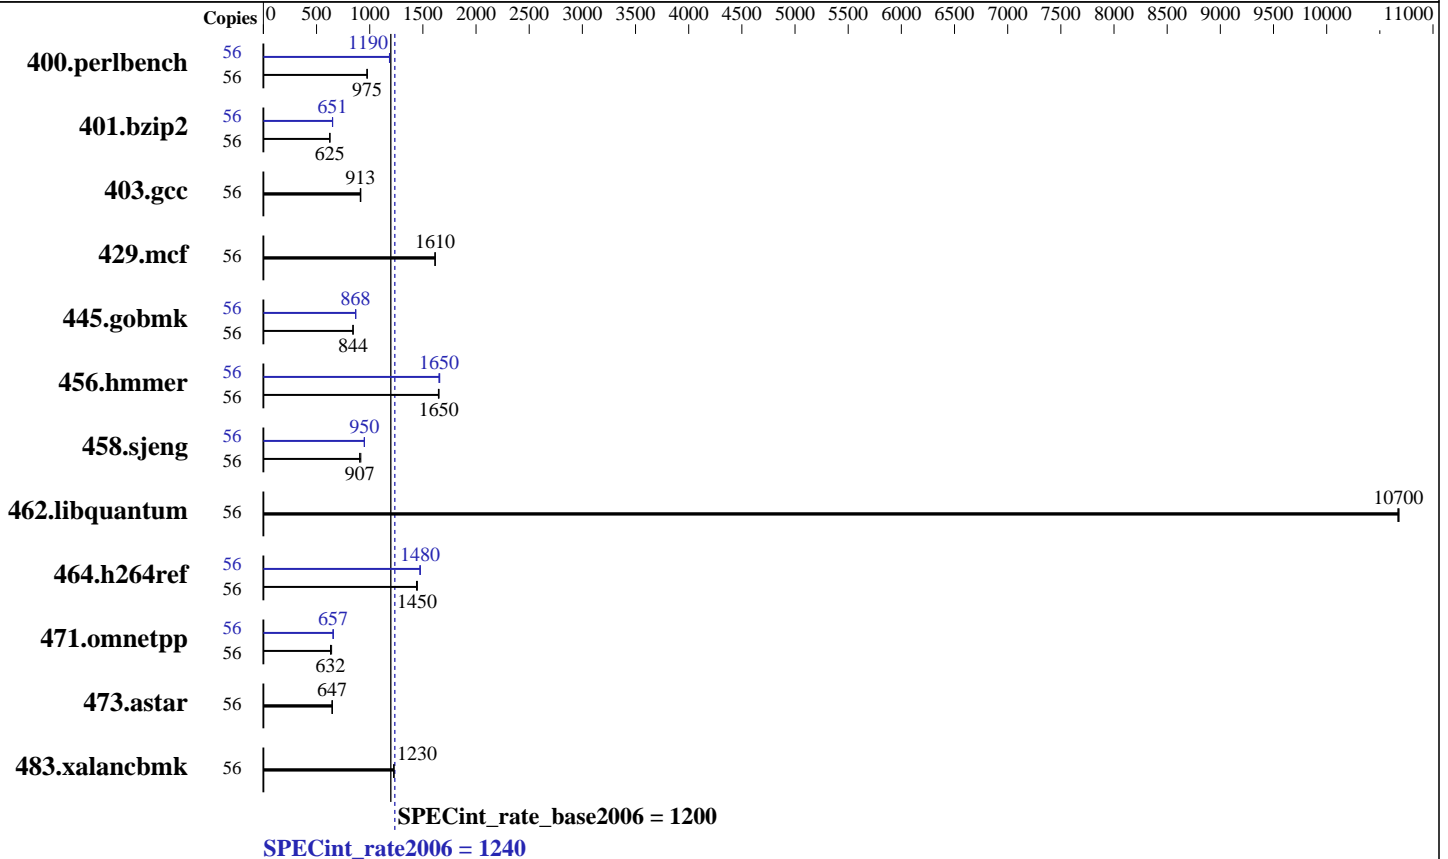 Copies 0 500 1000 1500 2000 2500 3000 3500 4000 4500 5000 5500 6000 6500 7000 7500 8000 8500 9000 9500 10000 11000
400.perlbench 56 1190
56 975
401.bzip2 56 651
56 625
403.gcc 56 913
429.mcf 56 1610
445.gobmk 56 868
56 844
456.hmmer 56 1650
56 1650
458.sjeng 56 950
56 907
462.libquantum 56 10700
464.h264ref 56 1480
56 1450
471.omnetpp 56 657
56 632
473.astar 56 647
483.xalancbmk 56 1230
SPECint_rate_base2006 = 1200
SPECint_rate2006 = 1240